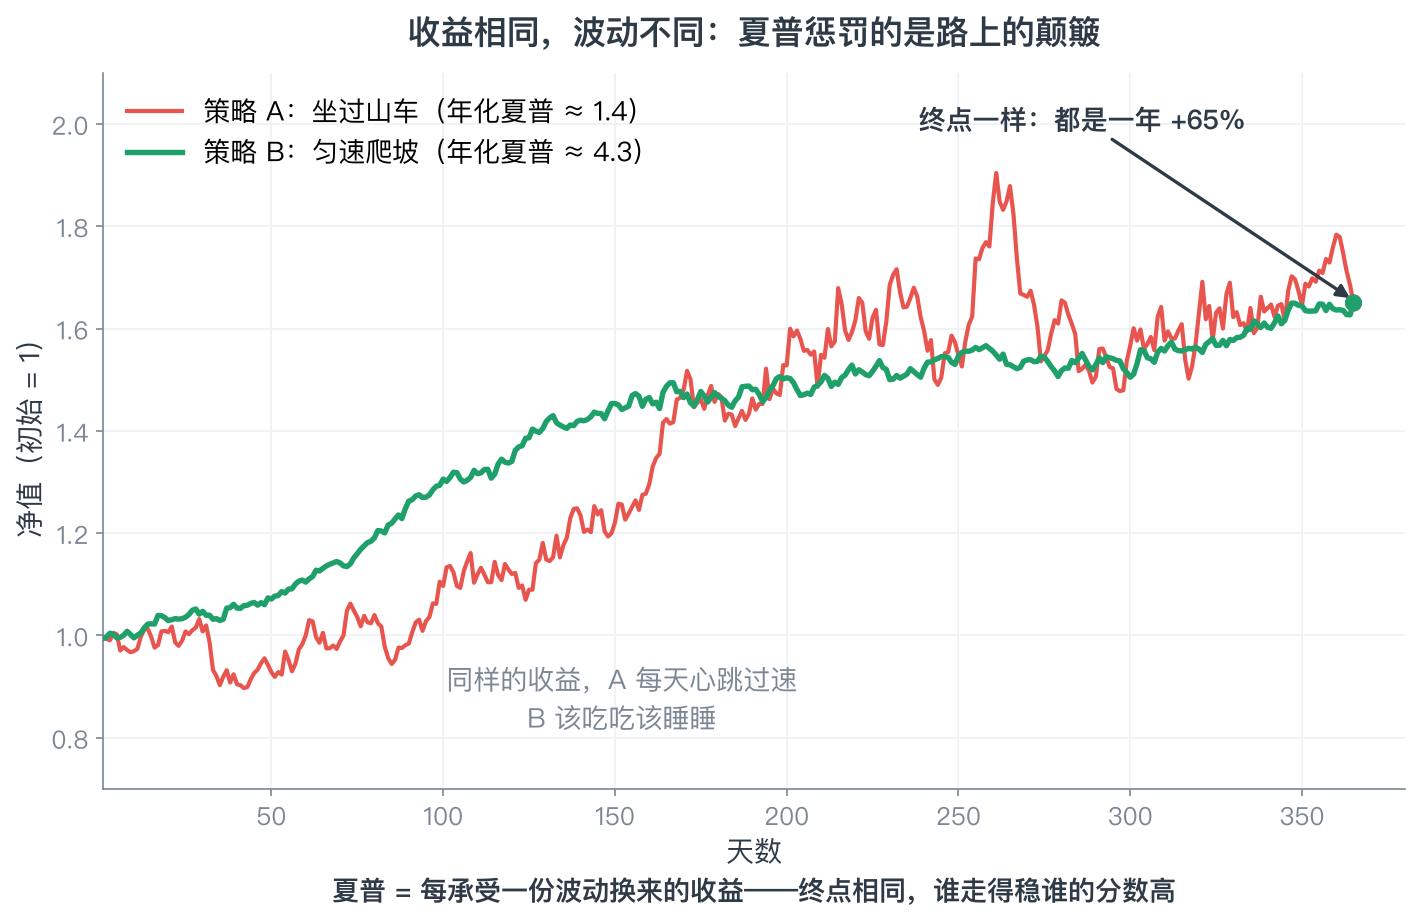 收益相同，波动不同：夏普惩罚的是路上的颠簸
策略 A：坐过山车（年化夏普 ≈ 1.4）
策略 B：匀速爬坡（年化夏普 ≈ 4.3）
终点一样：都是一年 +65%
2.0
1.8
1.6
1.4
1.2
1.0
0.8
净值（初始 = 1）
同样的收益，A 每天心跳过速
B 该吃吃该睡睡
50
100
150
200
250
300
350
天数
夏普 = 每承受一份波动换来的收益——终点相同，谁走得稳谁的分数高